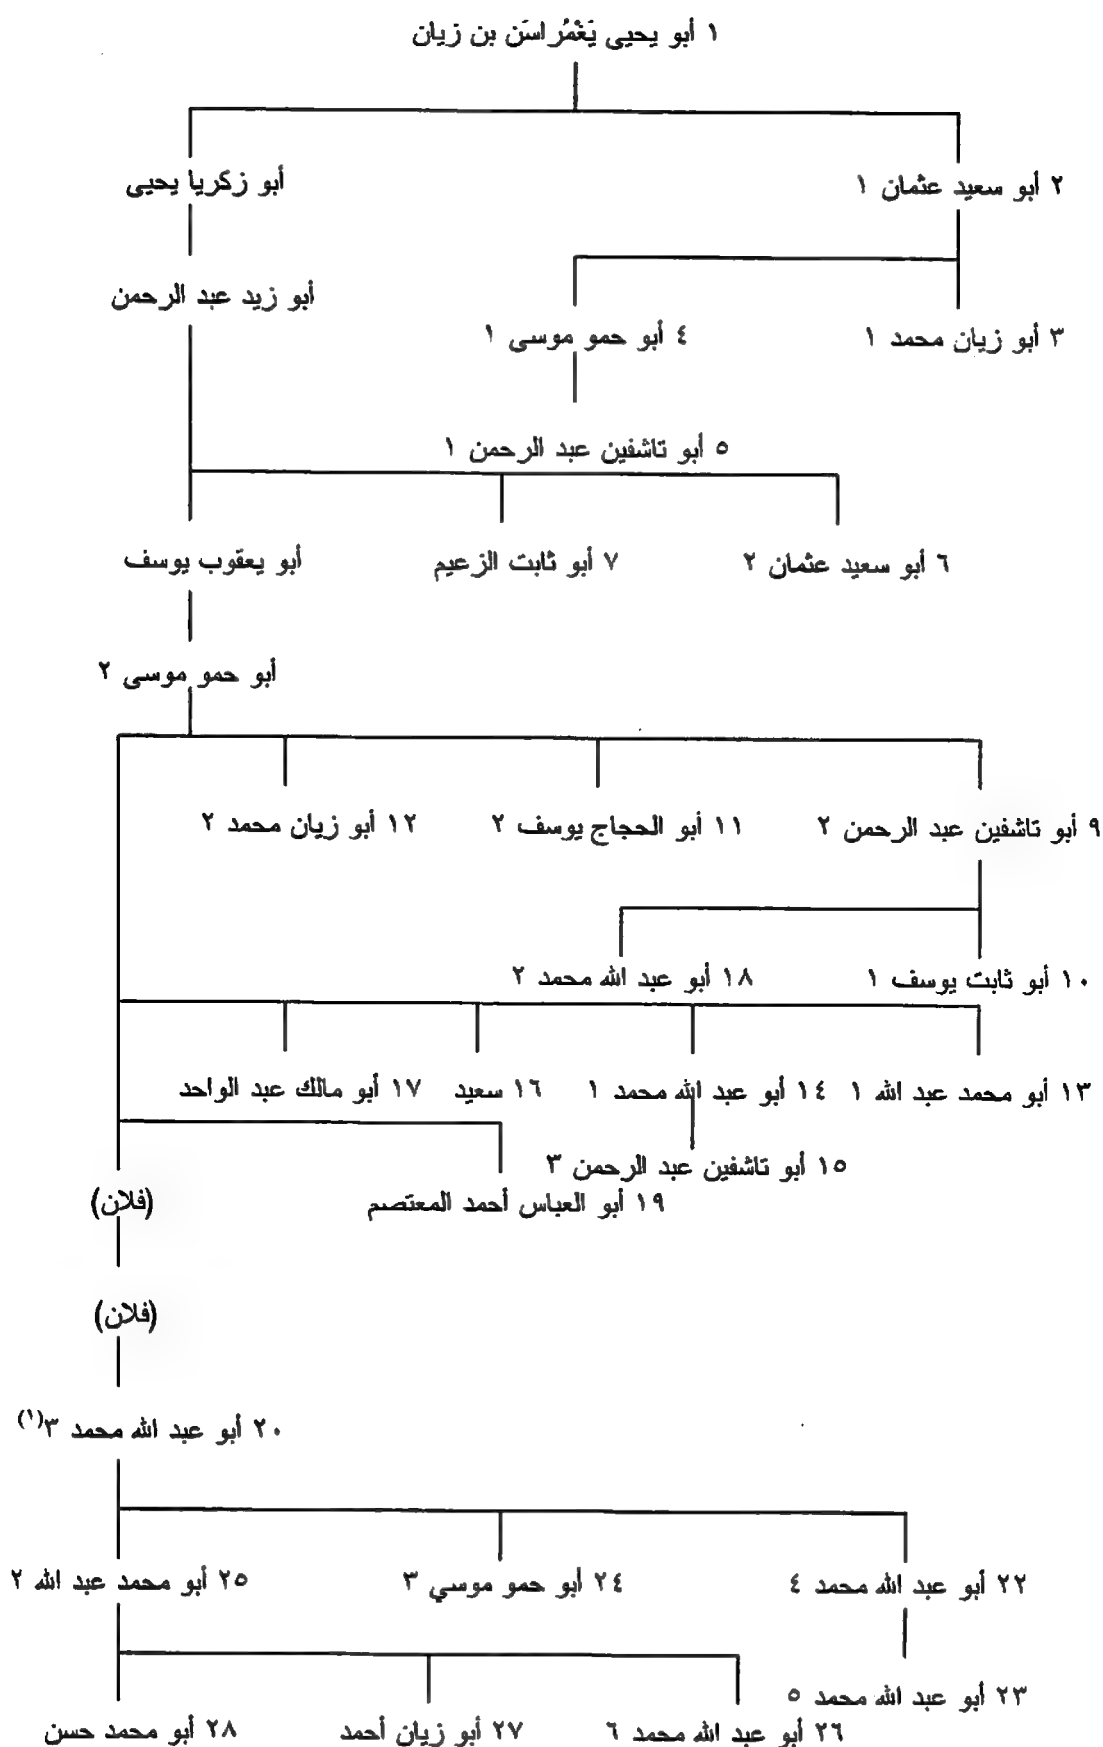 ١ أبو يحيى يَغْمُراسَن بن زيان
٢ أبو سعيد عثمان ١ أبو زكريا يحيى
أبو زيد عبد الرحمن
٣ أبو زيان محمد ١ ٤ أبو حمو موسى ١
٥ أبو تاشفين عبد الرحمن ١
٦ أبو سعيد عثمان ٢ ٧ أبو ثابت الزعيم أبو يعقوب يوسف
أبو حمو موسى ٢
٩ أبو تاشفين عبد الرحمن ٢ ١١ أبو الحجاج يوسف ٢ ١٢ أبو زيان محمد ٢
١٠ أبو ثابت يوسف ١ ١٨ أبو عبد الله محمد ٢
١٣ أبو محمد عبد الله ١ ١٤ أبو عبد الله محمد ١ ١٦ سعيد ١٧ أبو مالك عبد الواحد
١٥ أبو تاشفين عبد الرحمن ٣
١٩ أبو العباس أحمد المعتصم (فلان)
(فلان)
٢٠ أبو عبد الله محمد ٣(١)
٢٢ أبو عبد الله محمد ٤ ٢٤ أبو حمو موسي ٣ ٢٥ أبو محمد عبد الله ٢
٢٣ أبو عبد الله محمد ٥
٢٦ أبو عبد الله محمد ٦ ٢٧ أبو زيان أحمد ٢٨ أبو محمد حسن